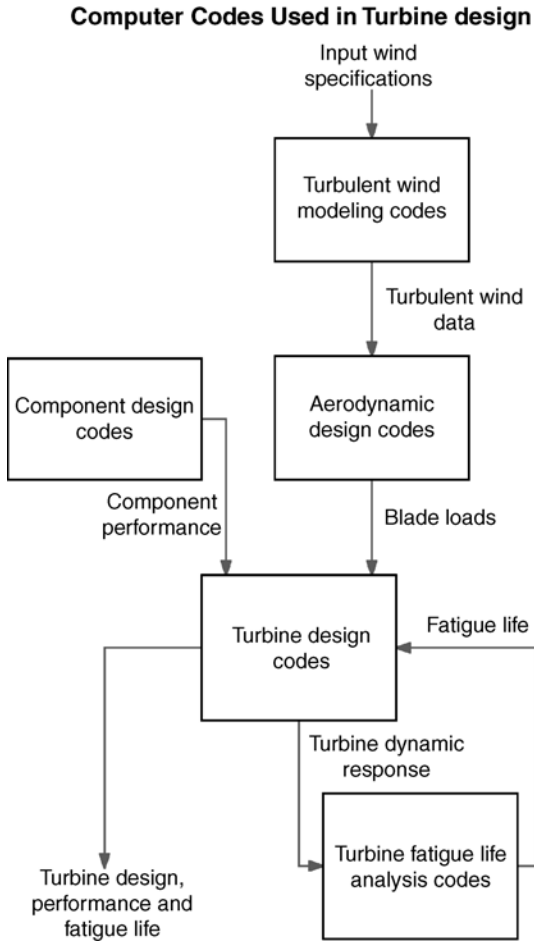 Computer Codes Used in Turbine design
Input wind
specifications
Turbulent wind
modeling codes
Turbulent wind
data
Component design
codes
Aerodynamic
design codes
Component
performance
Blade loads
Turbine design
codes
Fatigue life
Turbine dynamic
response
Turbine fatigue life
analysis codes
Turbine design,
performance and
fatigue life